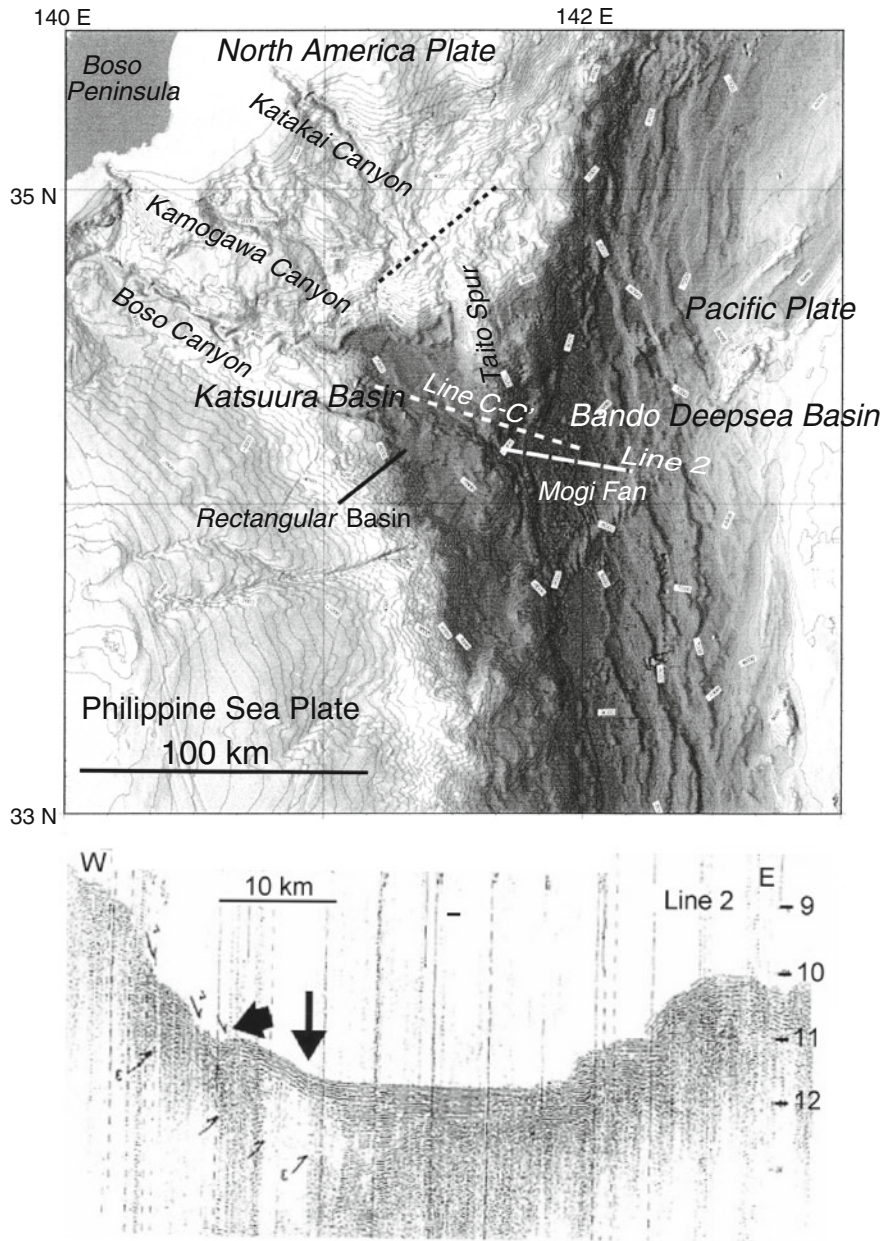 140 E
142 E
North America Plate
Boso
Peninsula
Katakai Canyon
35 N
Kamogawa Canyon
Taito Spur
Boso Canyon
Pacific Plate
Katsuura Basin
Line C-C'
Bando Deepsea Basin
Line 2
Mogi Fan
Rectangular Basin
Philippine Sea Plate
100 km
33 N
W
E
10 km
Line 2
9
10
11
12